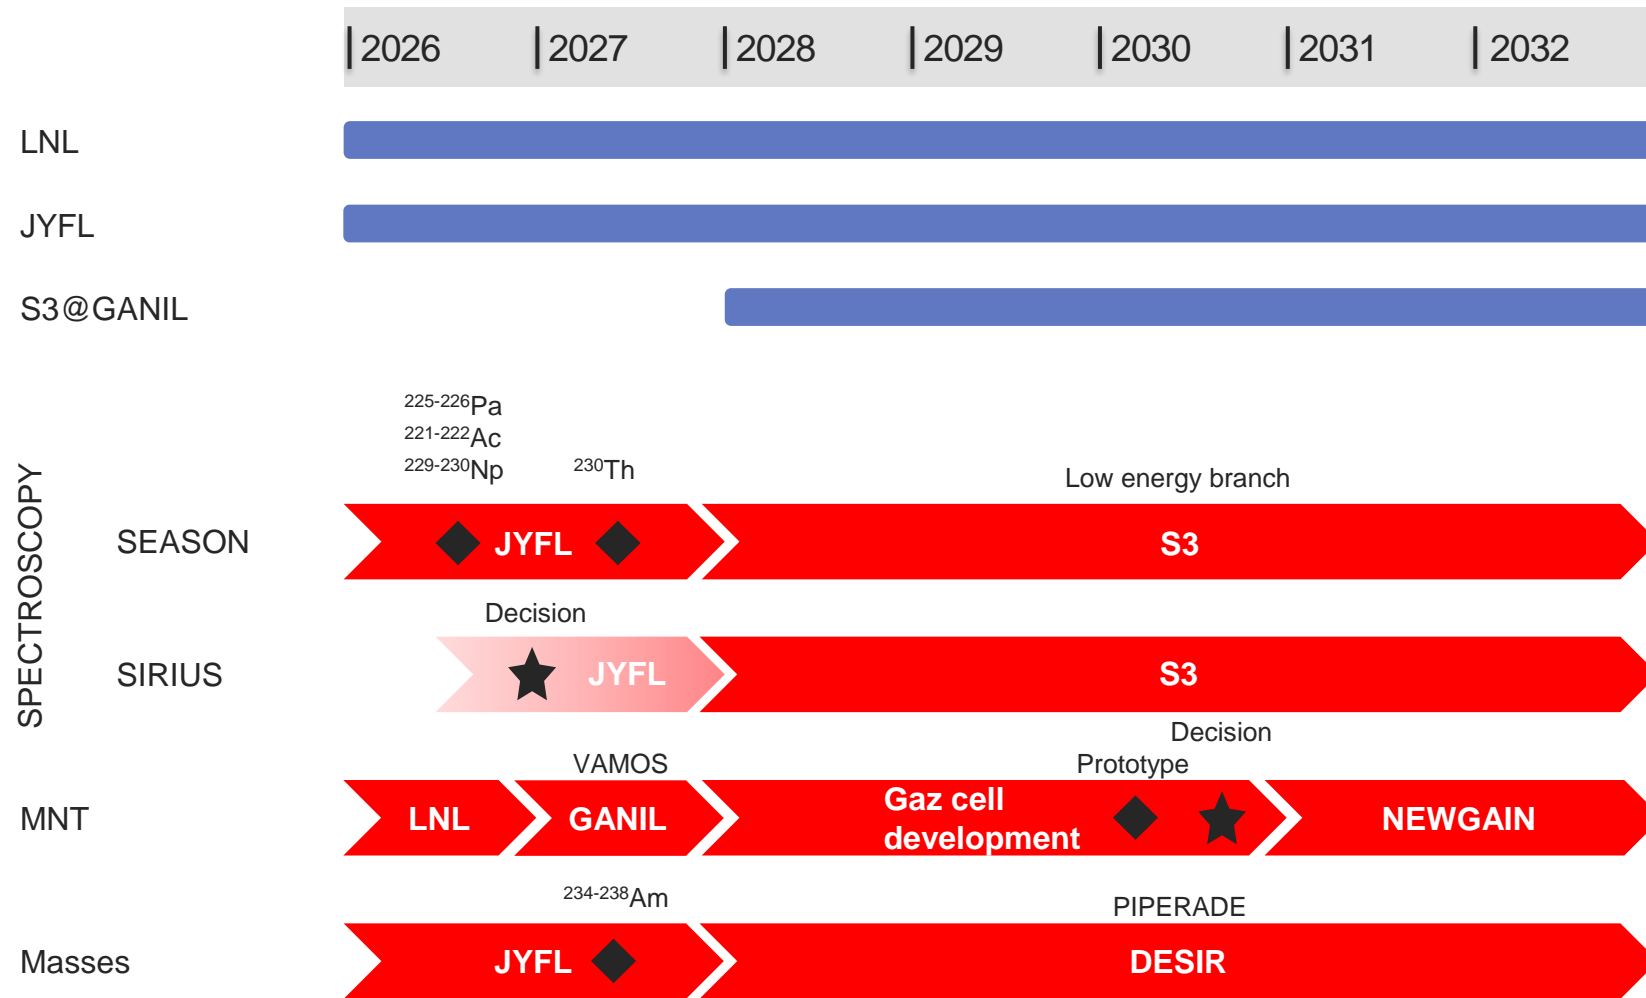 2026 2027 2028 2029 2030 2031 2032
LNL
JYFL
S3@GANIL
SPECTROSCOPY
225-226Pa
221-222Ac
229-230Np
230Th
Low energy branch
SEASON
JYFL
S3
Decision
SIRIUS
JYFL
S3
VAMOS
Prototype
Decision
MNT
LNL
GANIL
Gaz cell
development
NEWGAIN
234-238Am
PIPERADE
Masses
JYFL
DESIR